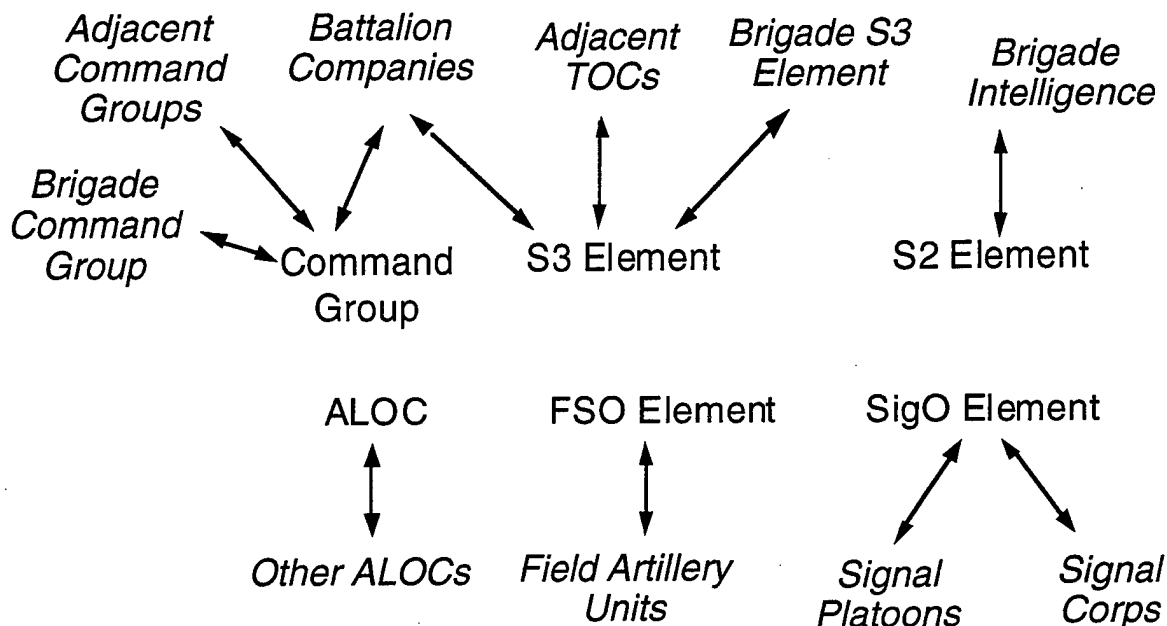 Adjacent
Command
Groups
Battalion
Companies
Adjacent
TOCs
Brigade S3
Element
Brigade
Intelligence
Brigade
Command
Group
Command
Group
S3 Element
S2 Element
ALOC
FSO Element
SigO Element
Other ALOCs
Field Artillery
Units
Signal
Platoons
Signal
Corps